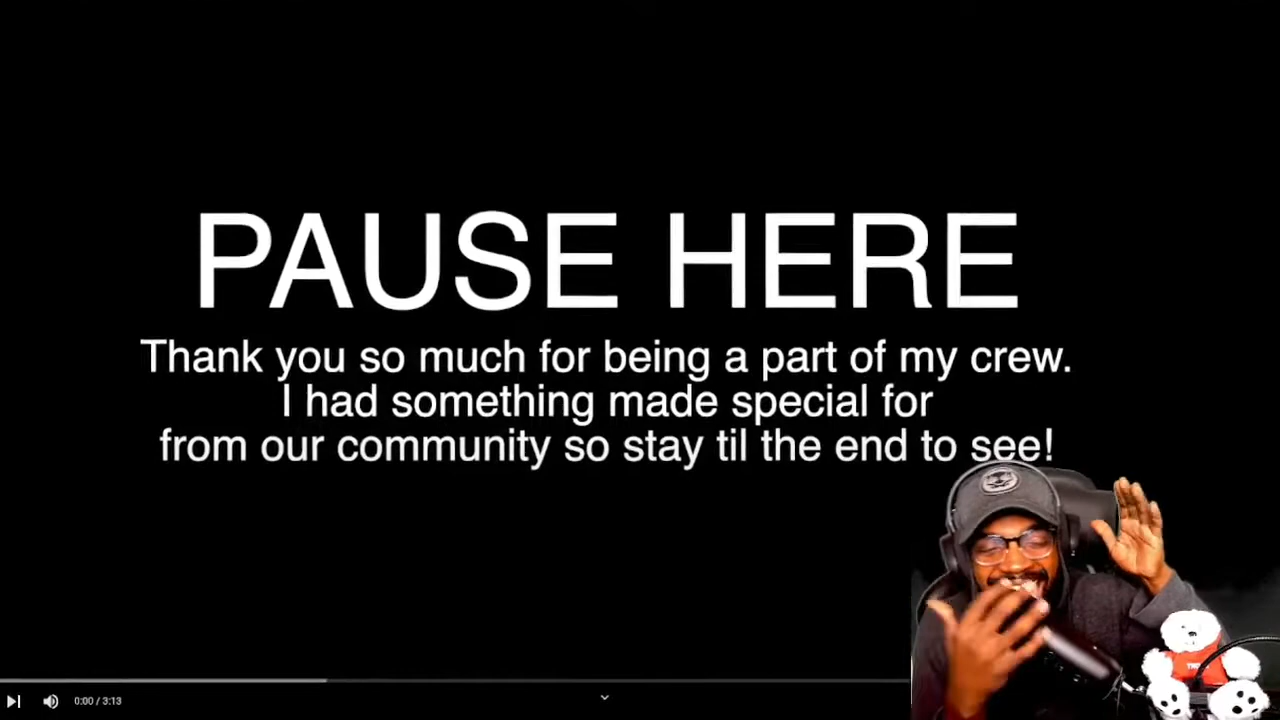 PAUSE HERE
Thank you so much for being a part of my crew.
I had something made special for
from our community so stay til the end to see!
0:00 / 3:13